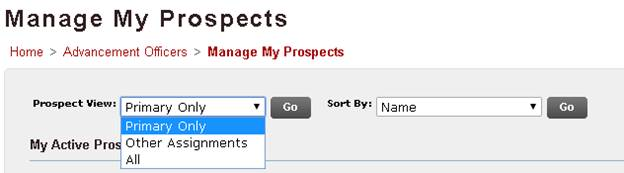 Manage My Prospects
Home > Advancement Officers > Manage My Prospects
Prospect View: Primary Only Go Sort By: Name Go
Primary Only
Other Assignments
All
My Active Pros